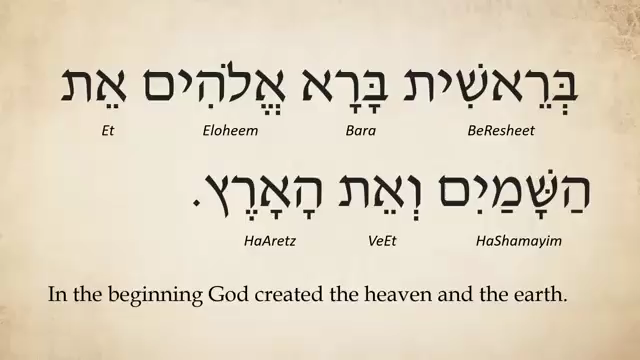 בְּרֵאשִׁית בָּרָא אֱלֹהִים אֵת
Et Eloheem Bara BeResheet
הַשָּׁמַיִם וְאֵת הָאָרֶץ.
HaAretz VeEt HaShamayim
In the beginning God created the heaven and the earth.